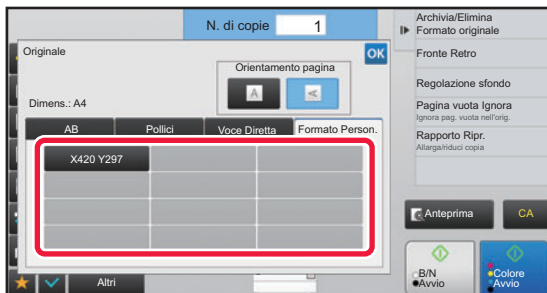 N. di copie 1
Originale
OK
Orientamento pagina
A A
Dimens.: A4
AB Pollici Voce Diretta Formato Person.
X420 Y297
Altri
Archivia/Elimina
Formato originale
Fronte Retro
Regolazione sfondo
Pagina vuota Ignora
Ignora pag. vuota nell'orig.
Rapporto Ripr.
Allarga/riduci copia
Anteprima CA
B/N
Avvio
Colore
Avvio